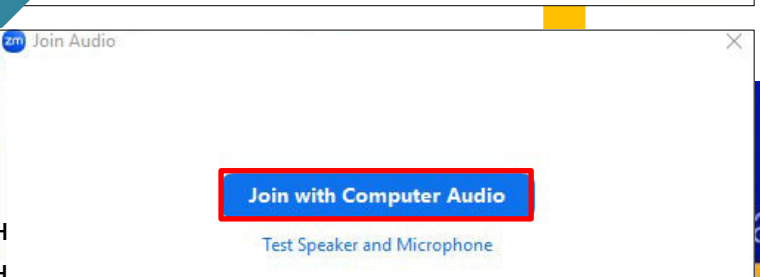 zm Join Audio
Join with Computer Audio
Test Speaker and Microphone
H
H